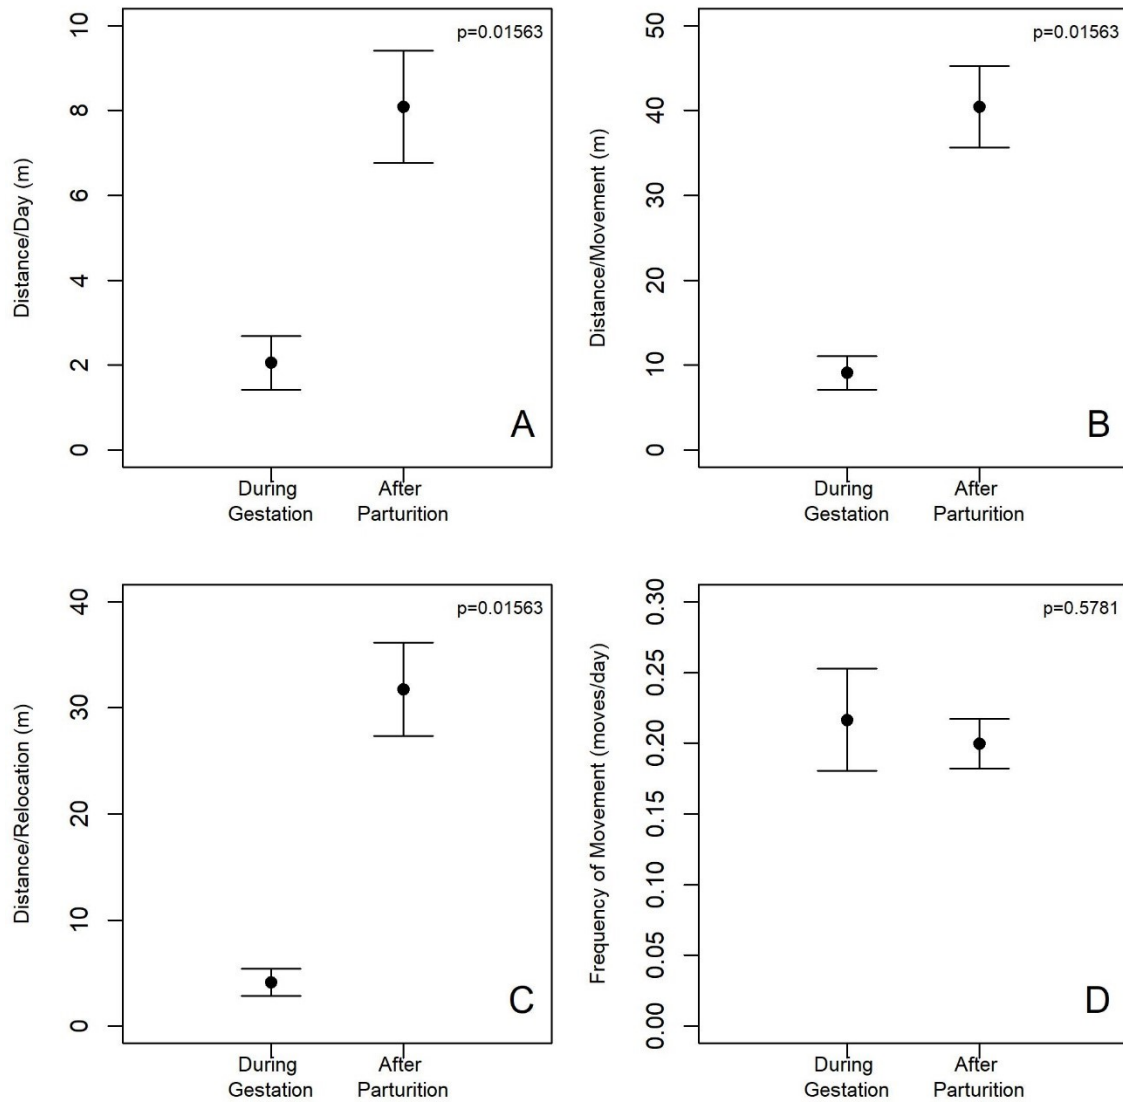 p=0.01563
Distance/Day (m)
10
8
6
4
2
0
A
During
Gestation
After
Parturition
p=0.01563
Distance/Movement (m)
50
40
30
20
10
0
B
During
Gestation
After
Parturition
p=0.01563
Distance/Relocation (m)
40
30
20
10
0
C
During
Gestation
After
Parturition
p=0.5781
Frequency of Movement (moves/day)
0.30
0.25
0.20
0.15
0.10
0.05
0.00
D
During
Gestation
After
Parturition